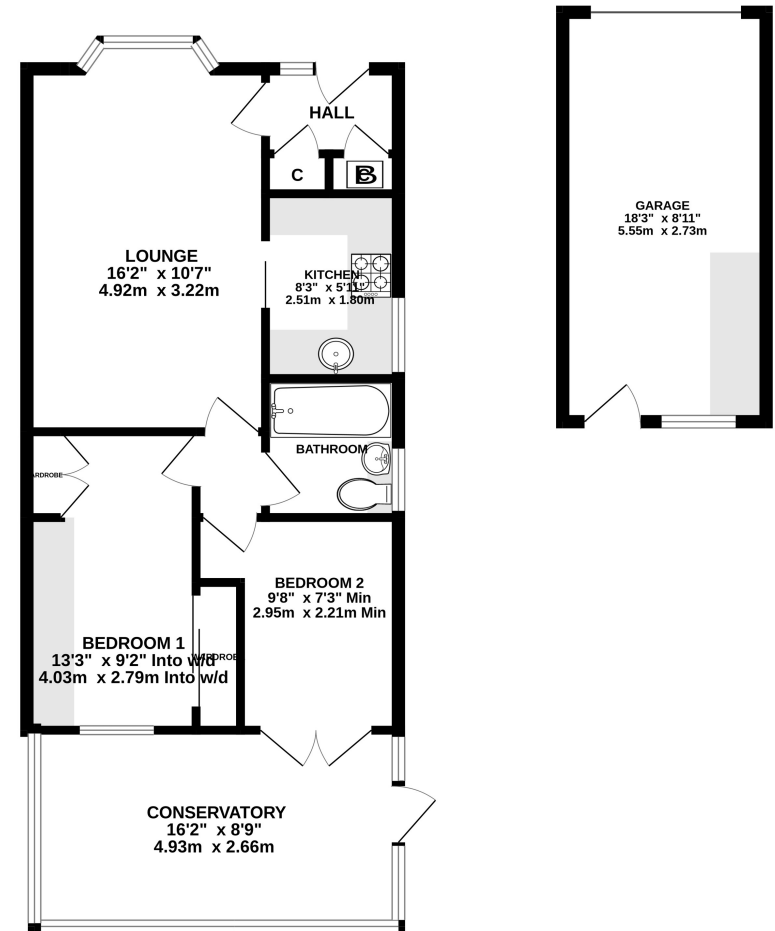 HALL
C
B
C
LOUNGE
16'2" x 10'7"
4.92m x 3.22m
KITCHEN
8'3" x 5'11"
2.51m x 1.80m
GARAGE
18'3" x 8'11"
5.55m x 2.73m
BATHROOM
ARDROBE
BEDROOM 2
9'8" x 7'3" Min
2.95m x 2.21m Min
BEDROOM 1
13'3" x 9'2" Into w/d
4.03m x 2.79m Into w/d
WARDROBE
CONSERVATORY
16'2" x 8'9"
4.93m x 2.66m